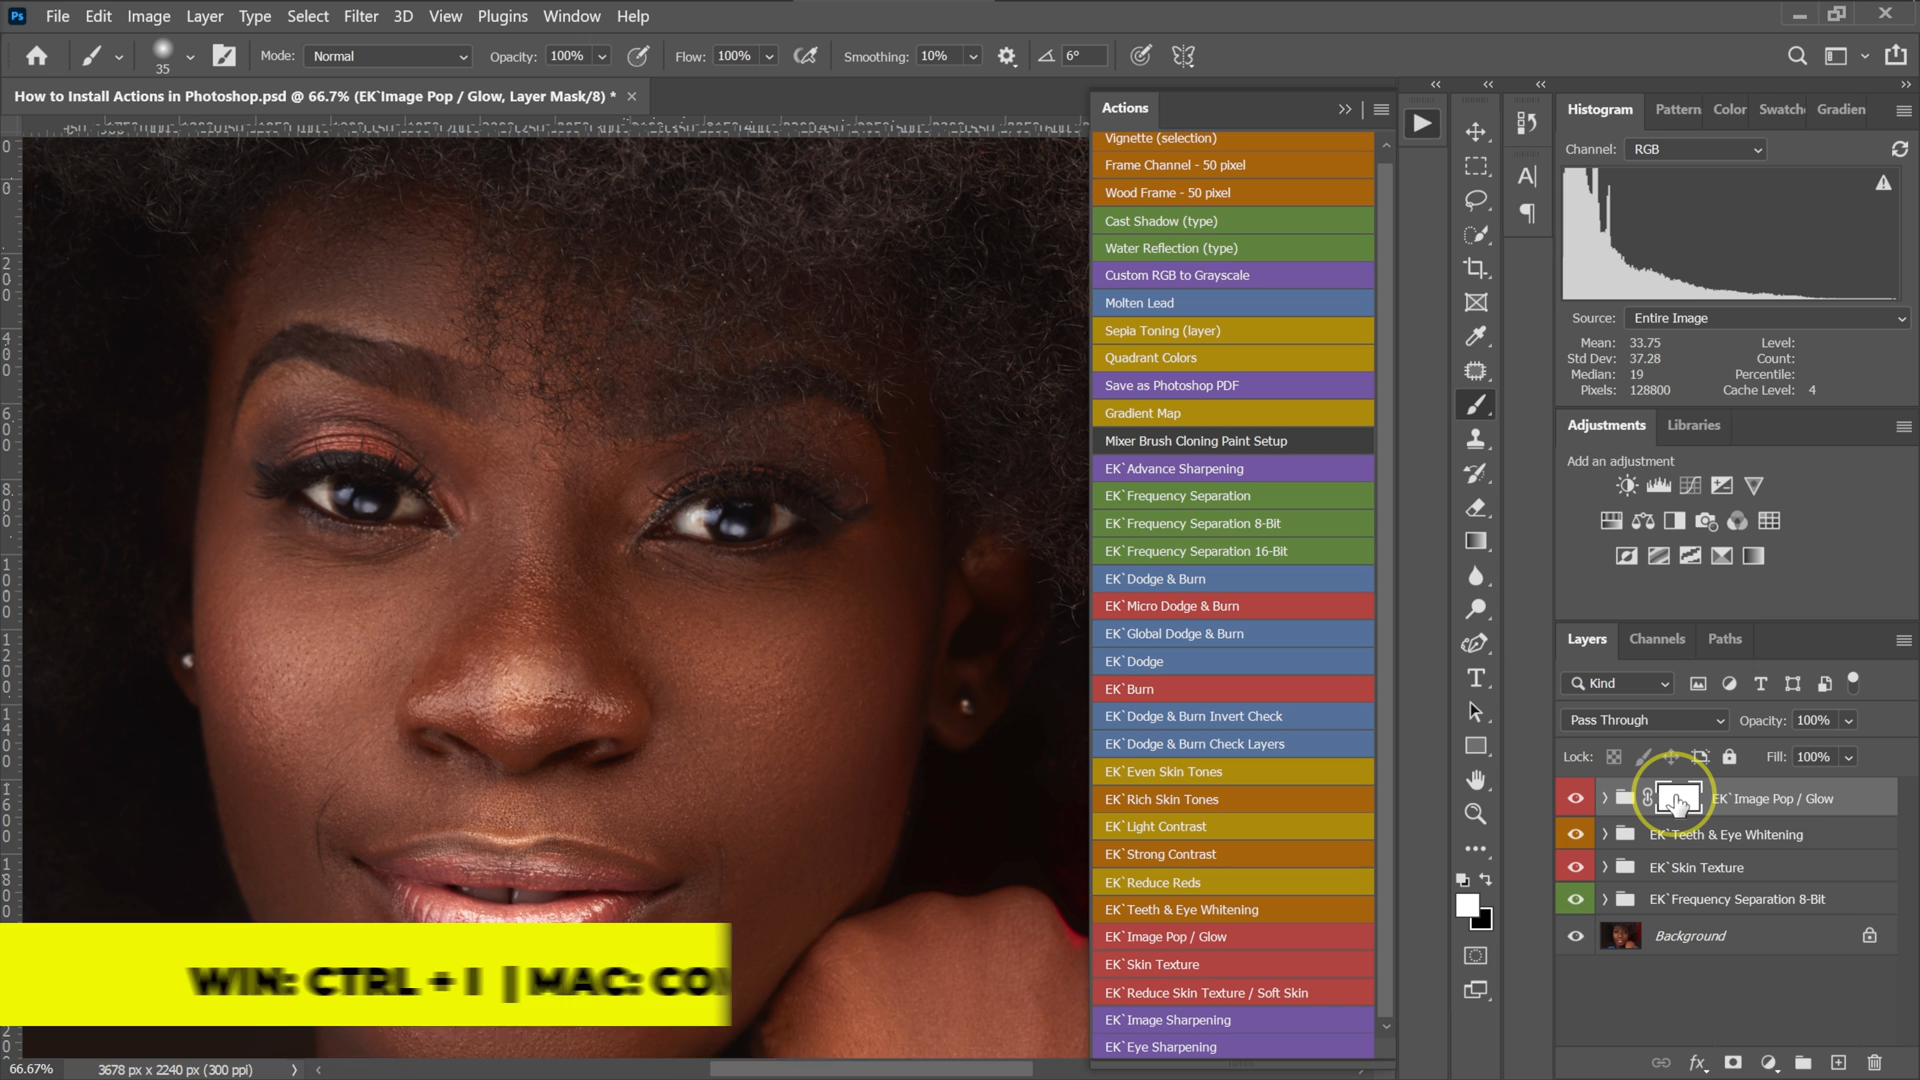 Ps File Edit Image Layer Type Select Filter 3D View Plugins Window Help
35 Mode: Normal Opacity: 100% Flow: 100% Smoothing: 10% 6°
How to Install Actions in Photoshop.psd @ 66.7% (EK`Image Pop / Glow, Layer Mask/8) * ×
Actions
Vignette (selection)
Frame Channel - 50 pixel
Wood Frame - 50 pixel
Cast Shadow (type)
Water Reflection (type)
Custom RGB to Grayscale
Molten Lead
Sepia Toning (layer)
Quadrant Colors
Save as Photoshop PDF
Gradient Map
Mixer Brush Cloning Paint Setup
EK`Advance Sharpening
EK`Frequency Separation
EK`Frequency Separation 8-Bit
EK`Frequency Separation 16-Bit
EK`Dodge & Burn
EK`Micro Dodge & Burn
EK`Global Dodge & Burn
EK`Dodge
EK`Burn
EK`Dodge & Burn Invert Check
EK`Dodge & Burn Check Layers
EK`Even Skin Tones
EK`Rich Skin Tones
EK`Light Contrast
EK`Strong Contrast
EK`Reduce Reds
EK`Teeth & Eye Whitening
EK`Image Pop / Glow
EK`Skin Texture
EK`Reduce Skin Texture / Soft Skin
EK`Image Sharpening
EK`Eye Sharpening
Histogram Pattern Color Swatch Gradien
Channel: RGB
Source: Entire Image
Mean: 33.75 Level:
Std Dev: 37.28 Count:
Median: 19 Percentile:
Pixels: 128800 Cache Level: 4
Adjustments Libraries
Add an adjustment
Layers Channels Paths
Kind
Pass Through Opacity: 100%
Lock: Fill: 100%
EK`Image Pop / Glow
EK`Teeth & Eye Whitening
EK`Skin Texture
EK`Frequency Separation 8-Bit
Background
WIN: CTRL + I | MAC: CO
66.67% 3678 px x 2240 px (300 ppi)